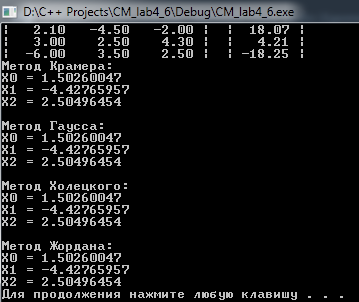 D:\C++ Projects\CM_lab4_6\Debug\CM_lab4_6.exe
¦ 2.10 -4.50 -2.00 ¦ ¦ 18.07 ¦
¦ 3.00 2.50 4.30 ¦ ¦ 4.21 ¦
¦ -6.00 3.50 2.50 ¦ ¦ -18.25 ¦
Метод Крамера:
X0 = 1.50260047
X1 = -4.42765957
X2 = 2.50496454
Метод Гаусса:
X0 = 1.50260047
X1 = -4.42765957
X2 = 2.50496454
Метод Холецкого:
X0 = 1.50260047
X1 = -4.42765957
X2 = 2.50496454
Метод Жордана:
X0 = 1.50260047
X1 = -4.42765957
X2 = 2.50496454
Для продолжения нажмите любую клавишу . . .